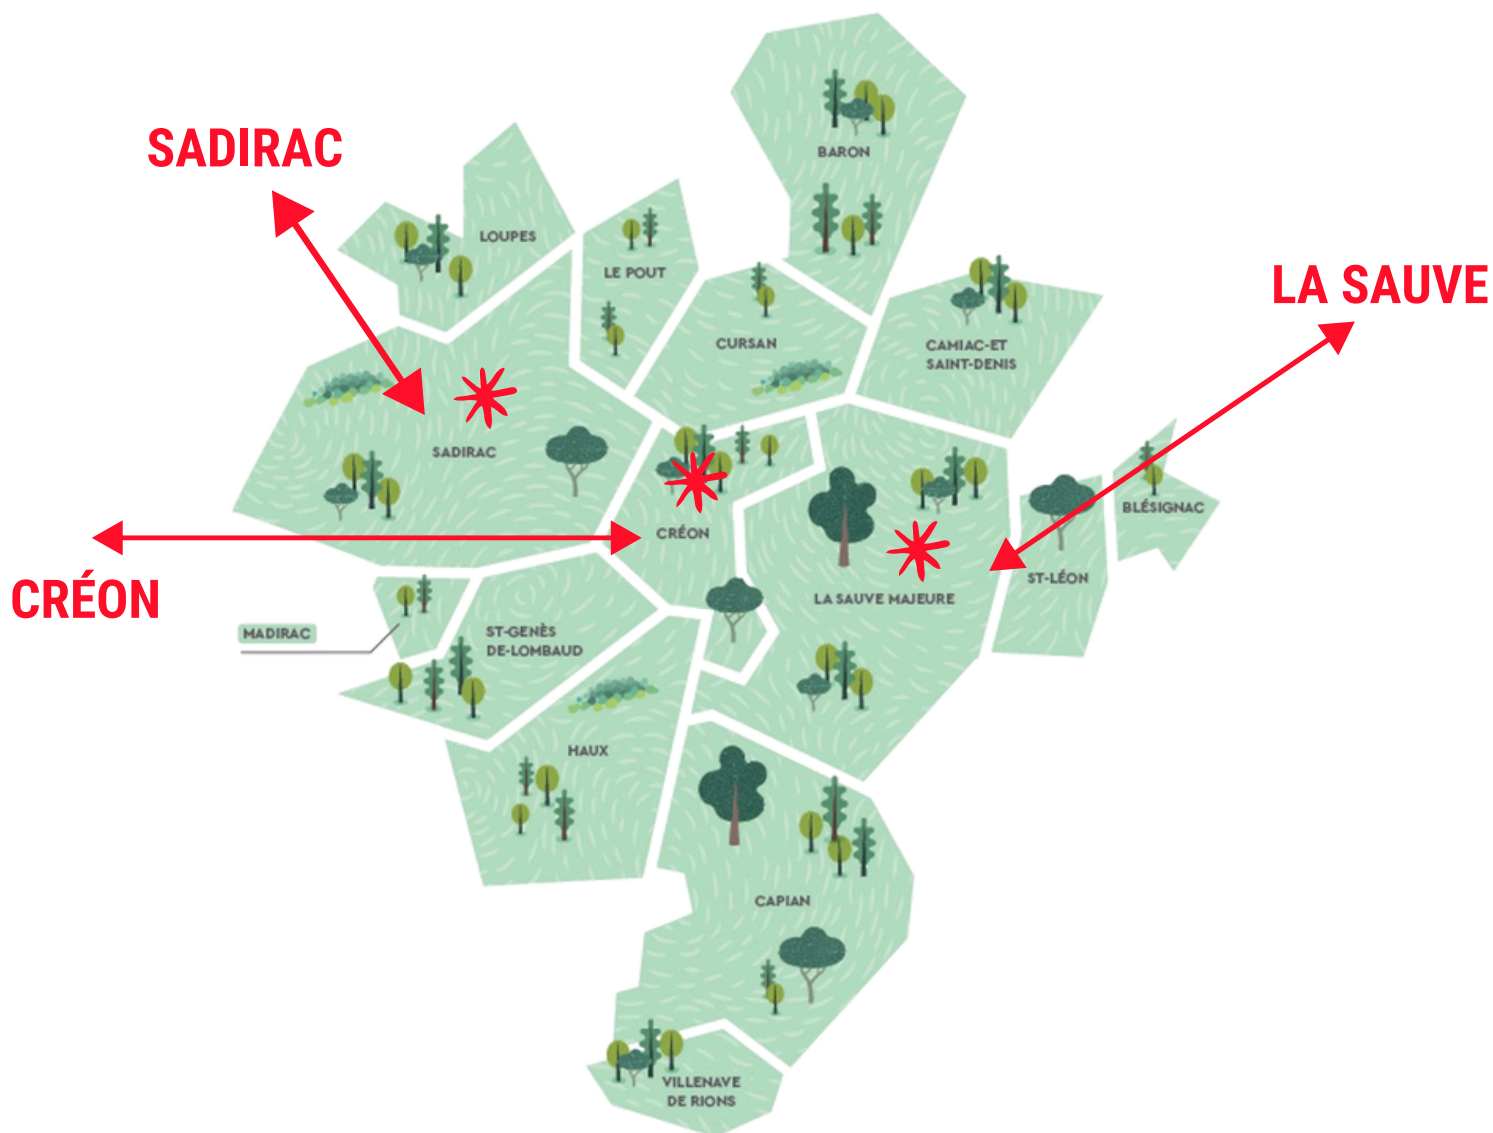 BARON
SADIRAC
LOUPES
LE POUT
LA SAUVE
CURSAN
CAMIAC-ET
SAINT-DENIS
SADIRAC
BLÉSIGNAC
CRÉON
ST-LÉON
CRÉON
LA SAUVE MAJEURE
MADIRAC
ST-GENÈS
DE-LOMBAUD
HAUX
CAPIAN
VILLENAVE
DE RIONS